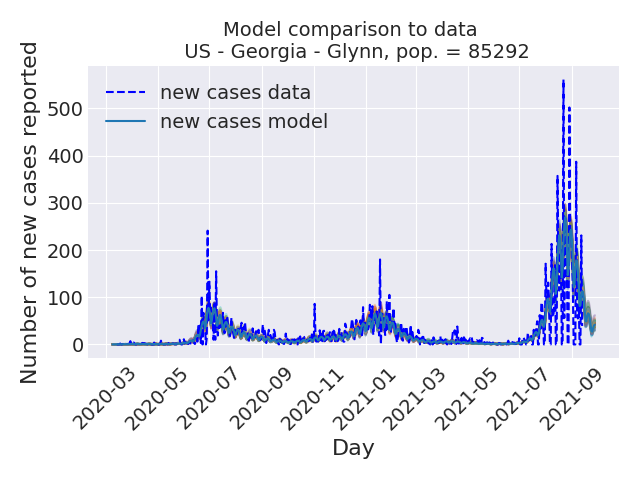 Model comparison to data
US - Georgia - Glynn, pop. = 85292
Number of new cases reported
new cases data
new cases model
500
400
300
200
100
0
2020-03
2020-05
2020-07
2020-09
2020-11
2021-01
2021-03
2021-05
2021-07
2021-09
Day